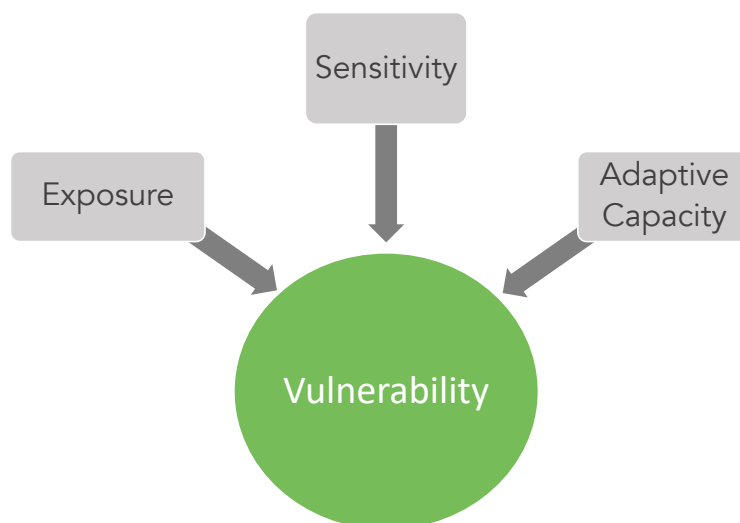 Sensitivity
Exposure
Adaptive
Capacity
Vulnerability